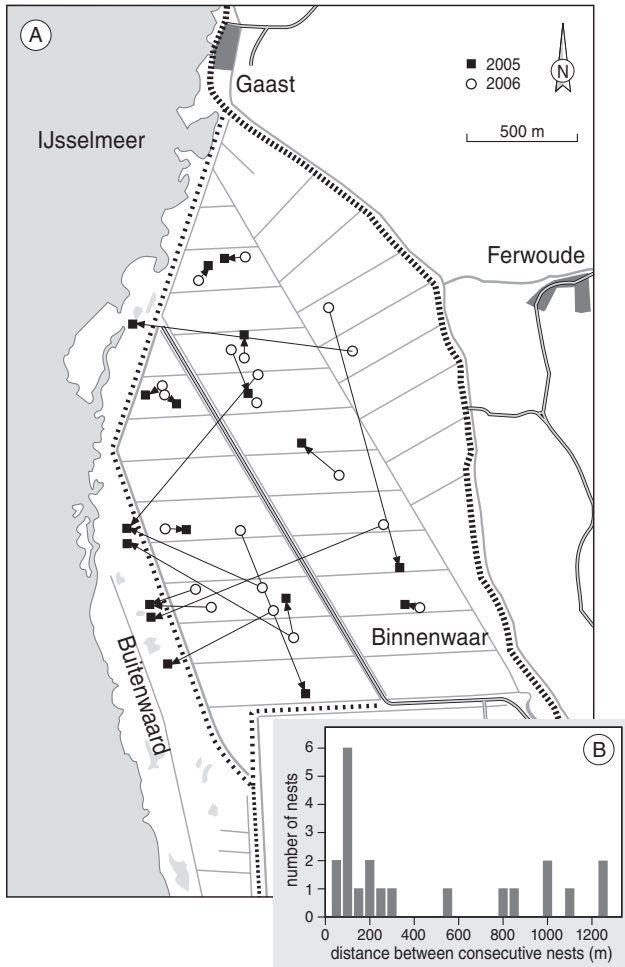 A
Gaast
IJsselmeer
2005
2006
N
500 m
Ferwoude
Binnenwaar
Buitenwaard
B
number of nests
6
5
4
3
2
1
0
0 200 400 600 800 1000 1200
distance between consecutive nests (m)